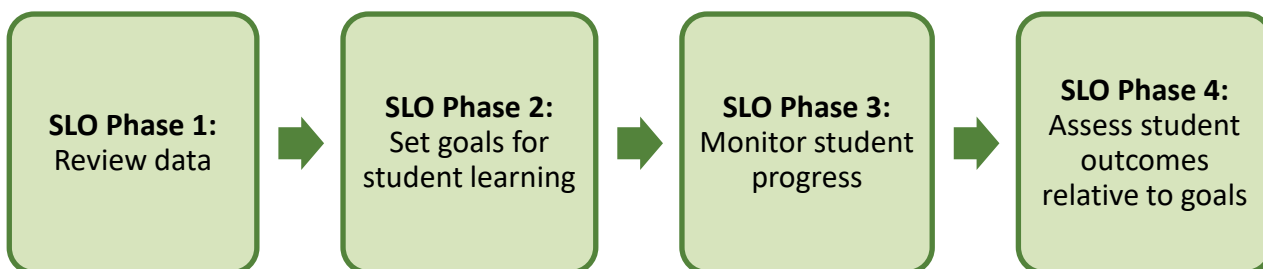 SLO Phase 1:
Review data
SLO Phase 2:
Set goals for
student learning
SLO Phase 3:
Monitor student
progress
SLO Phase 4:
Assess student
outcomes
relative to goals